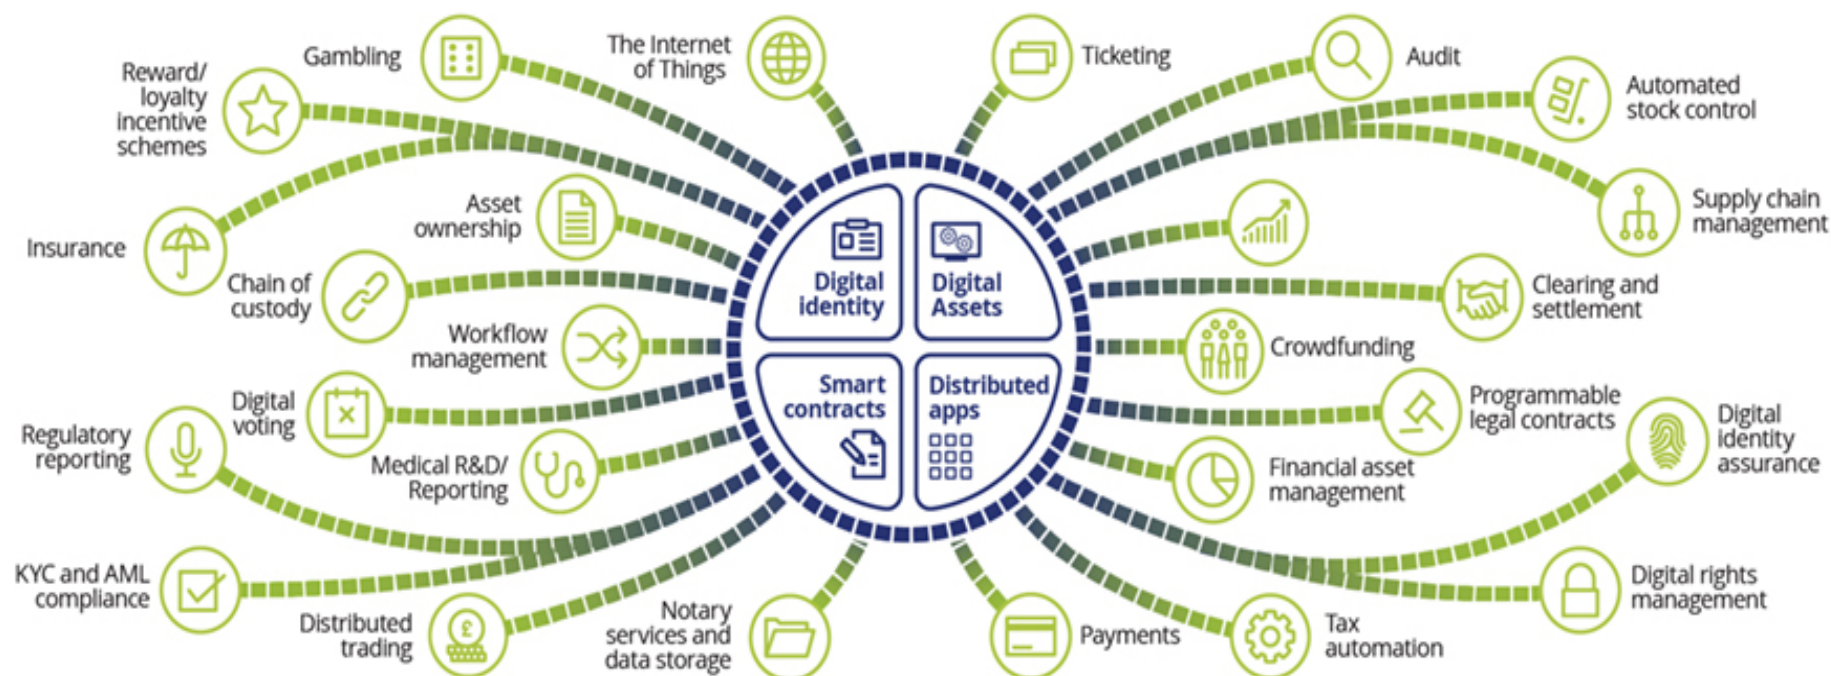 Gambling
The Internet
of Things
Ticketing
Audit
Reward/
loyalty
incentive
schemes
Automated
stock control
Insurance
Asset
ownership
Supply chain
management
Chain of
custody
Digital
identity
Digital
Assets
Clearing and
settlement
Workflow
management
Crowdfunding
Digital
voting
Smart
contracts
Distributed
apps
Programmable
legal contracts
Regulatory
reporting
Medical R&D/
Reporting
Financial asset
management
Digital
identity
assurance
KYC and AML
compliance
Distributed
trading
£
Notary
services and
data storage
Payments
Tax
automation
Digital rights
management